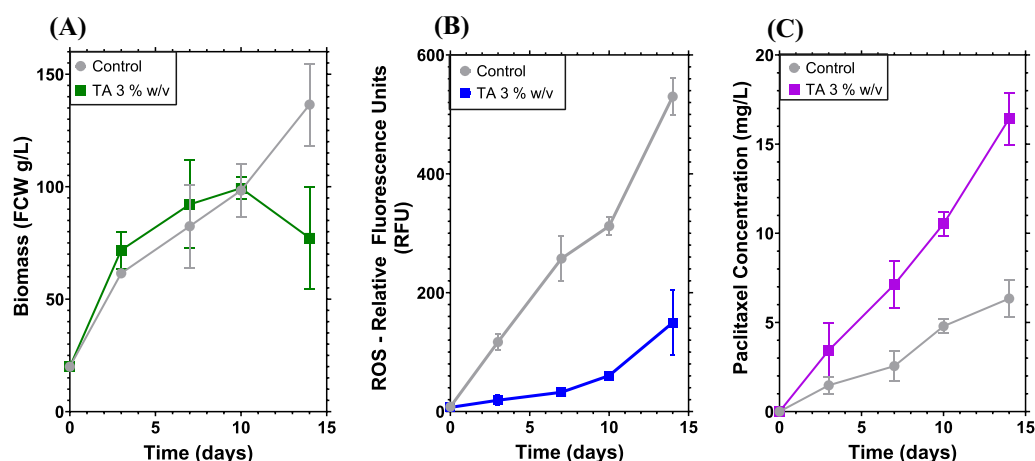 (A)
Control
TA 3 % w/v
150
100
50
0
0
5
10
15
Biomass (FCW g/L)
Time (days)
(B)
Control
TA 3 % w/v
600
400
200
0
0
5
10
15
ROS - Relative Fluorescence Units
(RFU)
Time (days)
(C)
Control
TA 3 % w/v
20
15
10
5
0
0
5
10
15
Paclitaxel Concentration (mg/L)
Time (days)